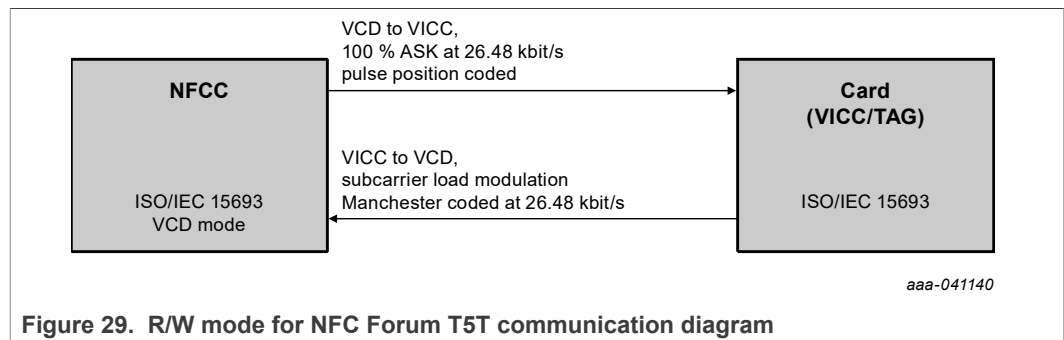 VCD to VICC,
100 % ASK at 26.48 kbit/s
pulse position coded
NFCC
Card
(VICC/TAG)
VICC to VCD,
subcarrier load modulation
Manchester coded at 26.48 kbit/s
ISO/IEC 15693
VCD mode
ISO/IEC 15693
aaa-041140
Figure 29. R/W mode for NFC Forum T5T communication diagram